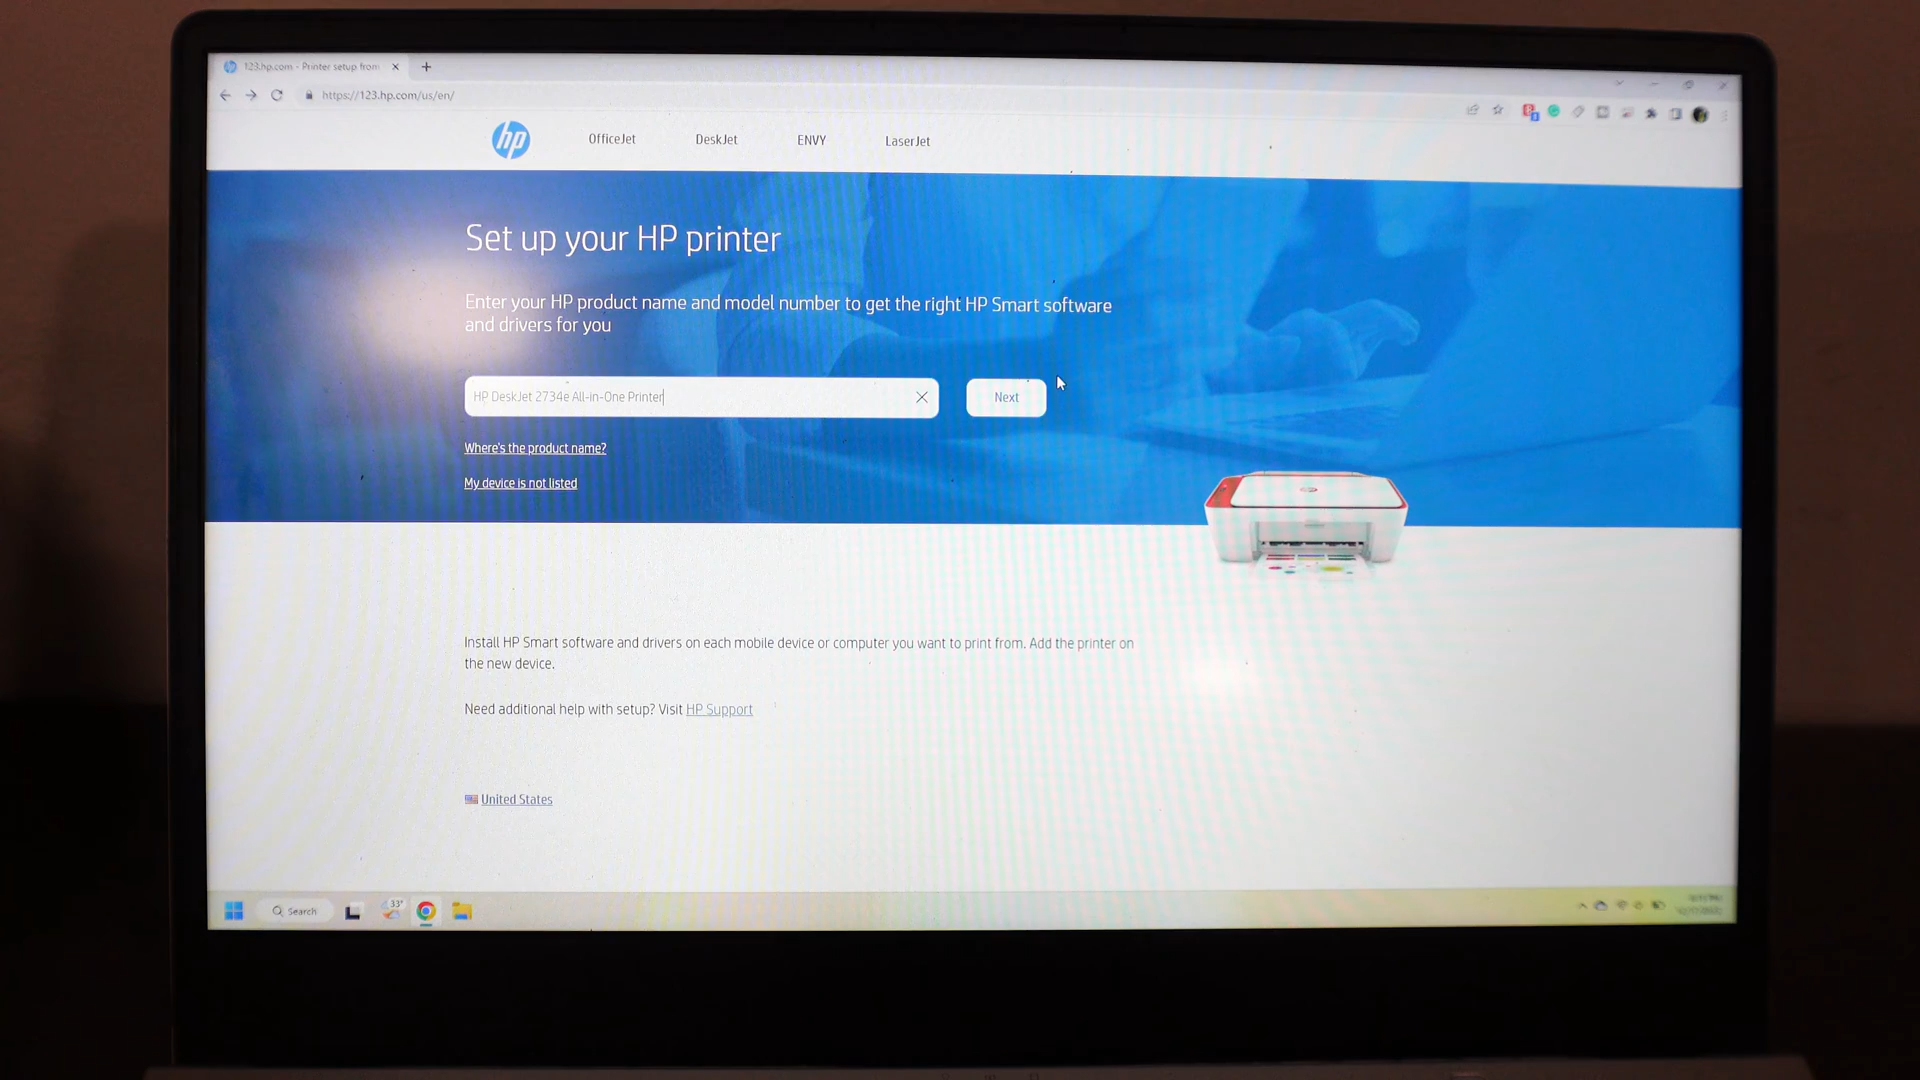 123.hp.com - Printer setup from
https://123.hp.com/us/en/
hp
OfficeJet
DeskJet
ENVY
LaserJet
Set up your HP printer
Enter your HP product name and model number to get the right HP Smart software
and drivers for you
HP DeskJet 2734e All-in-One Printer
Next
Where's the product name?
My device is not listed
Install HP Smart software and drivers on each mobile device or computer you want to print from. Add the printer on
the new device.
Need additional help with setup? Visit HP Support
United States
Search
33°